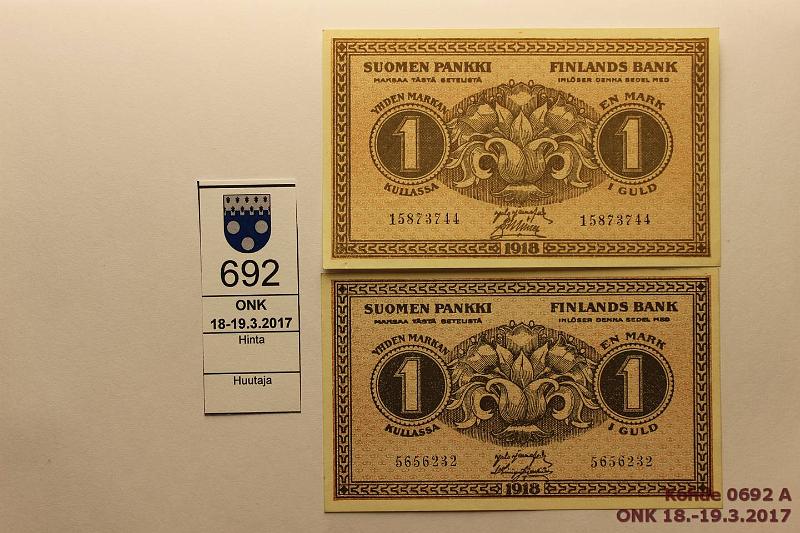 692
ONK
18-19.3.2017
Hinta
Huutaja
SUOMEN PANKKI FINLANDS BANK
MAKSAA TÄSTÄ SETELISTÄ INLÖSER DENNA SEDEL MED
YHDEN MARKAN EN MARK
1 1
KULLASSA I GULD
15873744 15873744
1918
SUOMEN PANKKI FINLANDS BANK
MAKSAA TÄSTÄ SETELISTÄ INLÖSER DENNA SEDEL MED
YHDEN MARKAN EN MARK
1 1
KULLASSA I GULD
5656232 5656232
1918
Kohde 0692 A
ONK 18.-19.3.2017